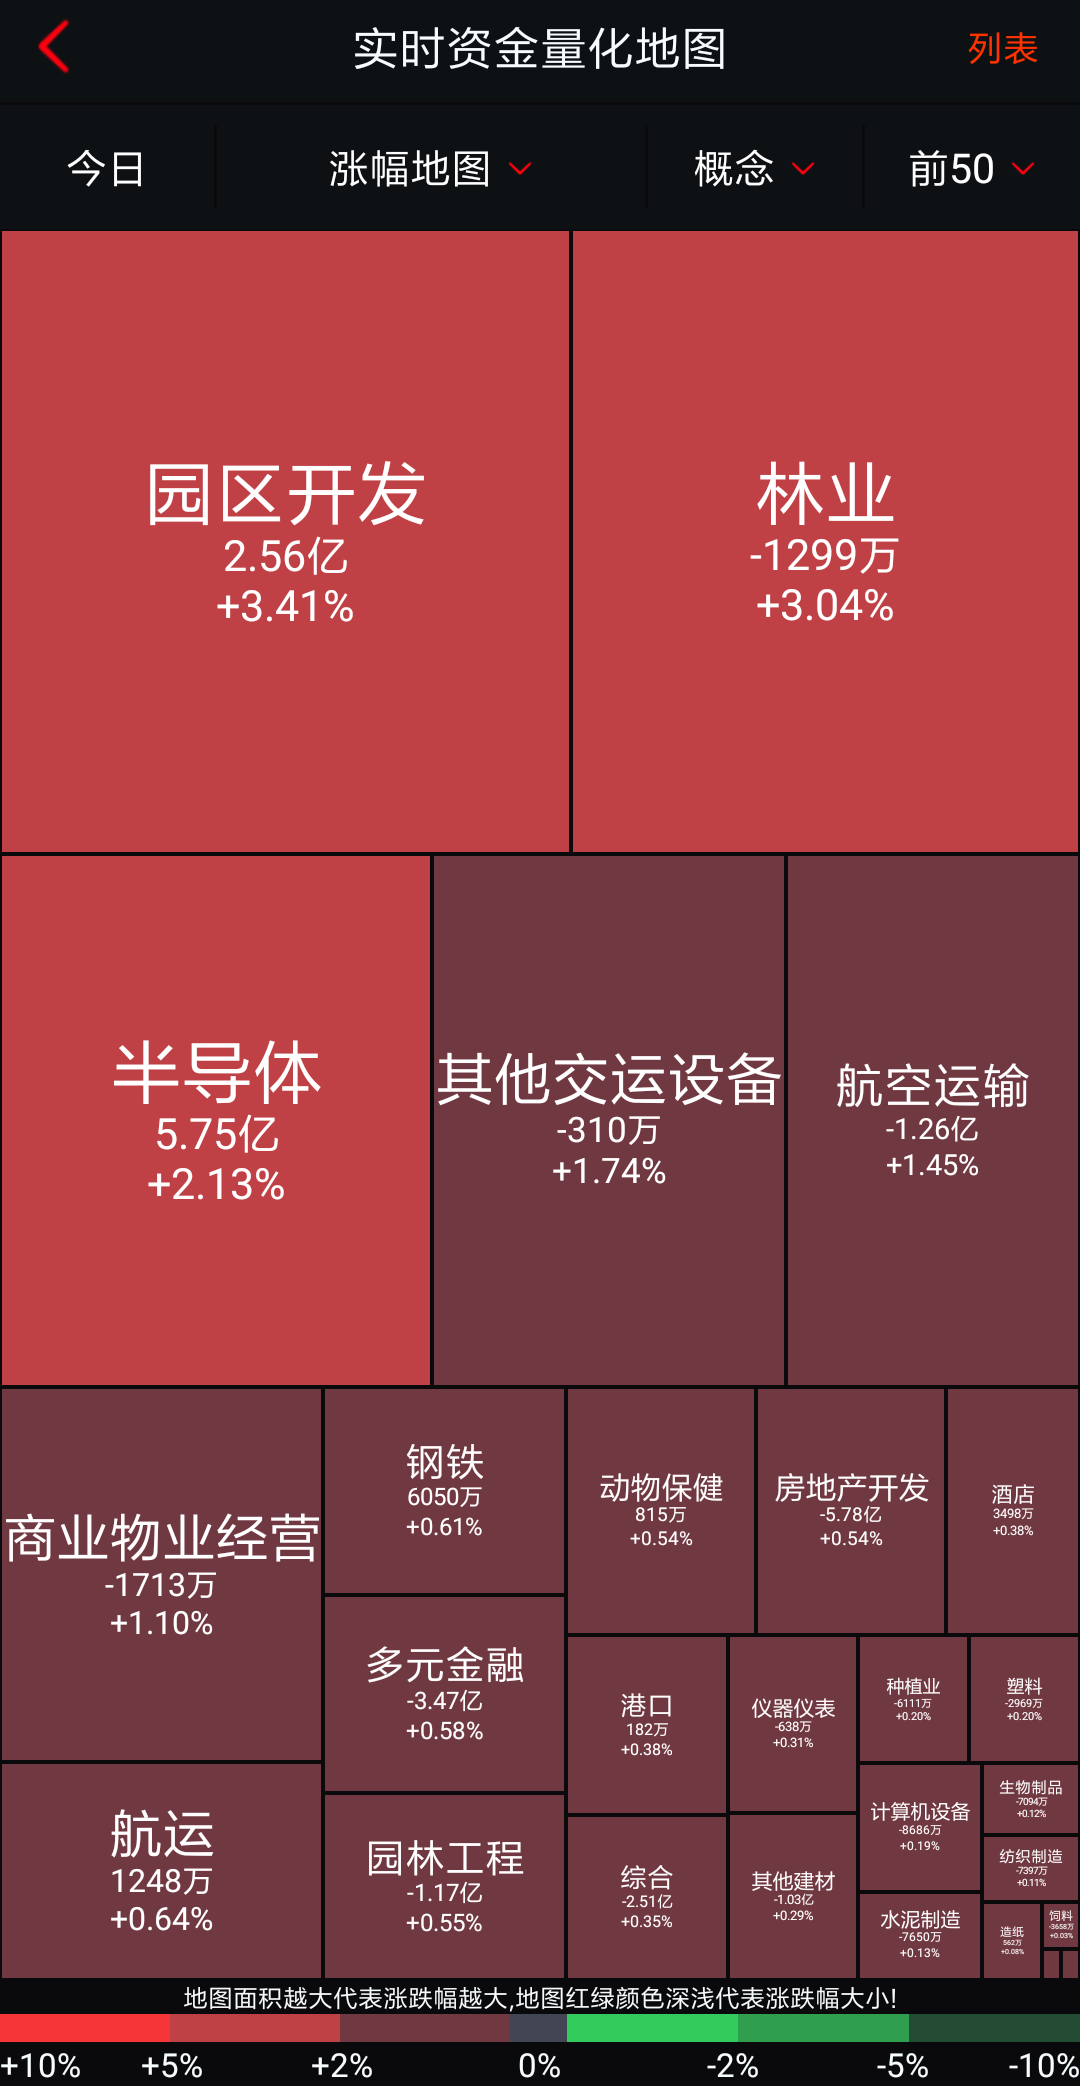 实时资金量化地图
列表
今日
涨幅地图
概念
前50
园区开发
2.56亿
+3.41%
林业
-1299万
+3.04%
半导体
5.75亿
+2.13%
其他交运设备
-310万
+1.74%
航空运输
-1.26亿
+1.45%
商业物业经营
-1713万
+1.10%
航运
1248万
+0.64%
钢铁
6050万
+0.61%
多元金融
-3.47亿
+0.58%
园林工程
-1.17亿
+0.55%
动物保健
815万
+0.54%
房地产开发
-5.78亿
+0.54%
酒店
3498万
+0.38%
港口
182万
+0.38%
综合
-2.51亿
+0.35%
仪器仪表
-638万
+0.31%
其他建材
-1.03亿
+0.29%
种植业
-6111万
+0.20%
塑料
-2969万
+0.20%
计算机设备
-8686万
+0.19%
水泥制造
-7650万
+0.13%
生物制品
-7094万
+0.12%
纺织制造
-7397万
+0.11%
造纸
562万
+0.08%
饲料
-3658万
+0.03%
地图面积越大代表涨跌幅越大,地图红绿颜色深浅代表涨跌幅大小!
+10%
+5%
+2%
0%
-2%
-5%
-10%